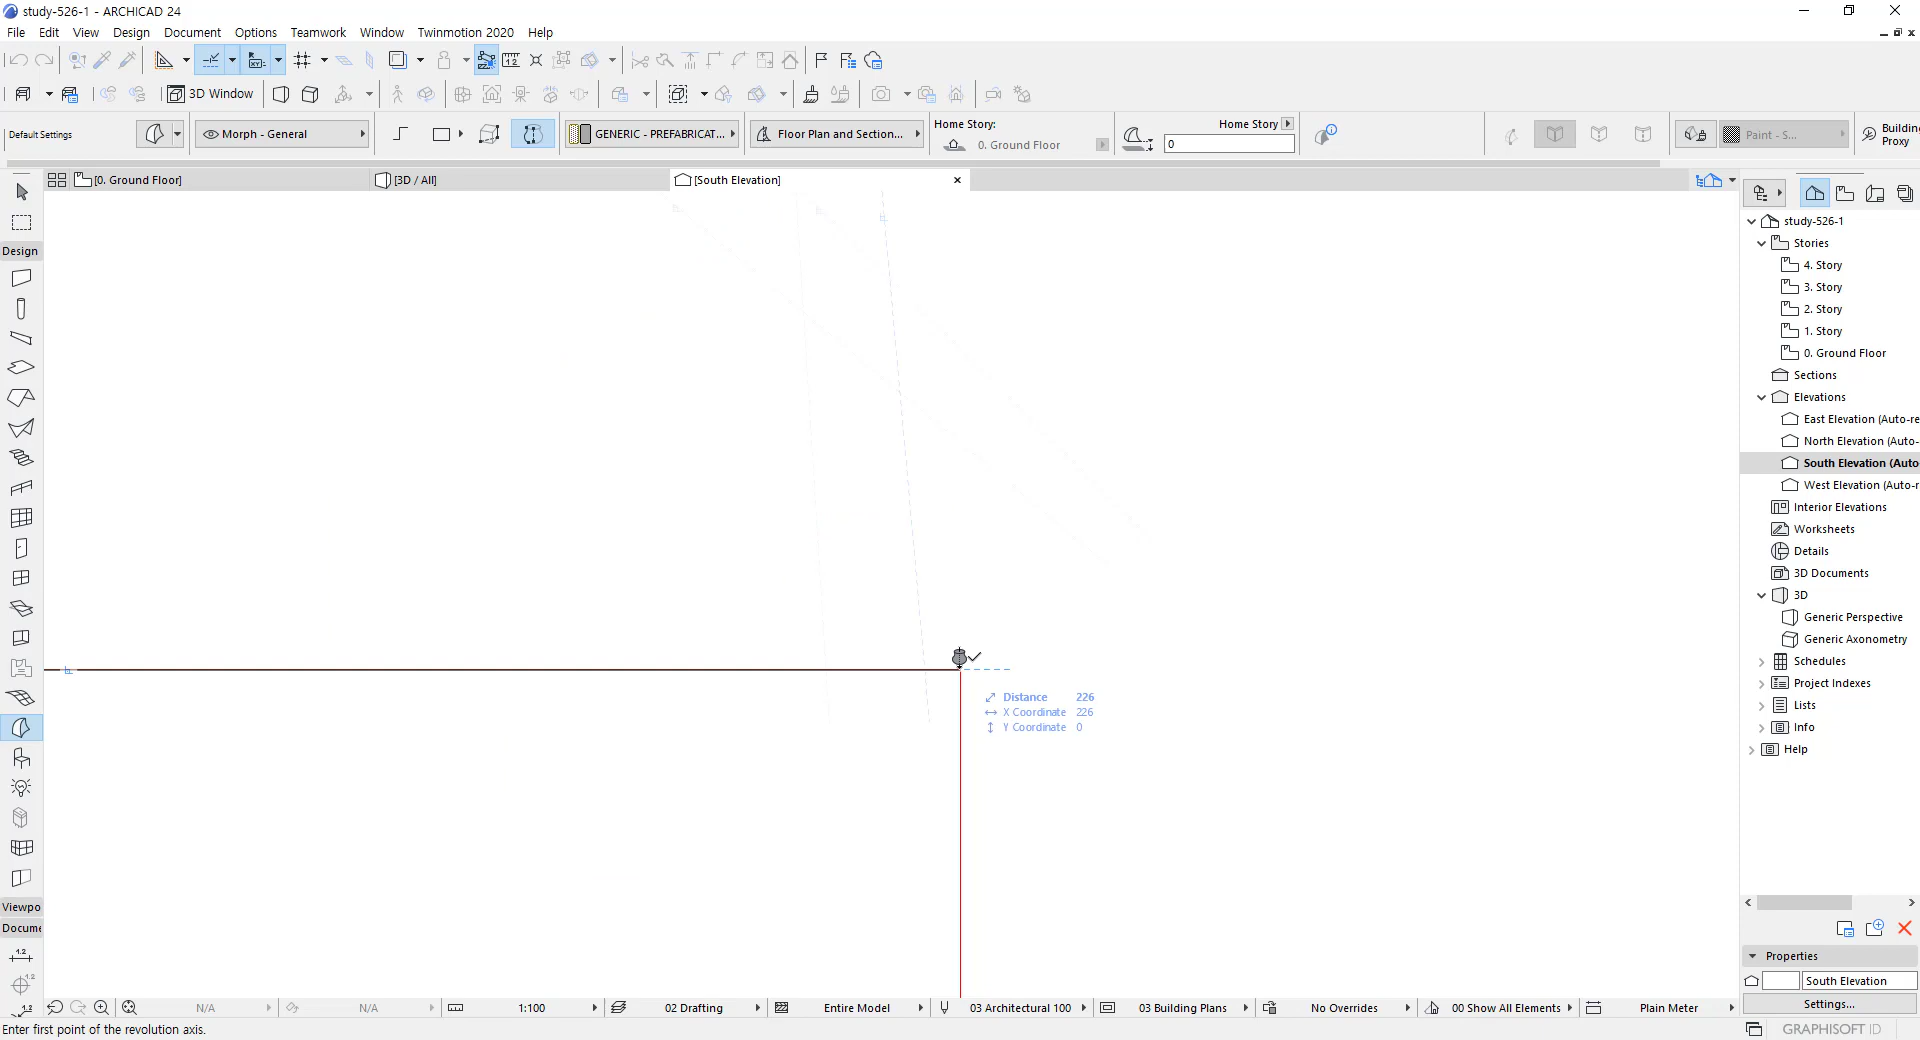 study-526-1 - ARCHICAD 24
File Edit View Design Document Options Teamwork Window Twinmotion 2020 Help
3D Window
Default Settings
Morph - General
GENERIC - PREFABRICAT...
Floor Plan and Section...
Home Story:
0. Ground Floor
Home Story
0
Paint - S...
Building
Proxy
[0. Ground Floor]
[3D / All]
[South Elevation]
Design
study-526-1
Stories
4. Story
3. Story
2. Story
1. Story
0. Ground Floor
Sections
Elevations
East Elevation (Auto-re
North Elevation (Auto-
South Elevation (Auto
West Elevation (Auto-r
Interior Elevations
Worksheets
Details
3D Documents
3D
Generic Perspective
Generic Axonometry
Schedules
Project Indexes
Lists
Info
Help
Distance 226
X Coordinate 226
Y Coordinate 0
Viewpo
Docume
1.2
1.2
1.2
Properties
South Elevation
Settings...
N/A
N/A
1:100
02 Drafting
Entire Model
03 Architectural 100
03 Building Plans
No Overrides
00 Show All Elements
Plain Meter
Enter first point of the revolution axis.
GRAPHISOFT ID